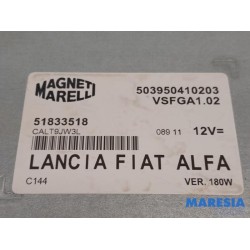 MAGNETI MARELLI
503950410203
VSFGA1.02
51833518
CALT9JW3L
089 11 12V=
LANCIA FIAT ALFA
C144
VER. 180W
MARESIA